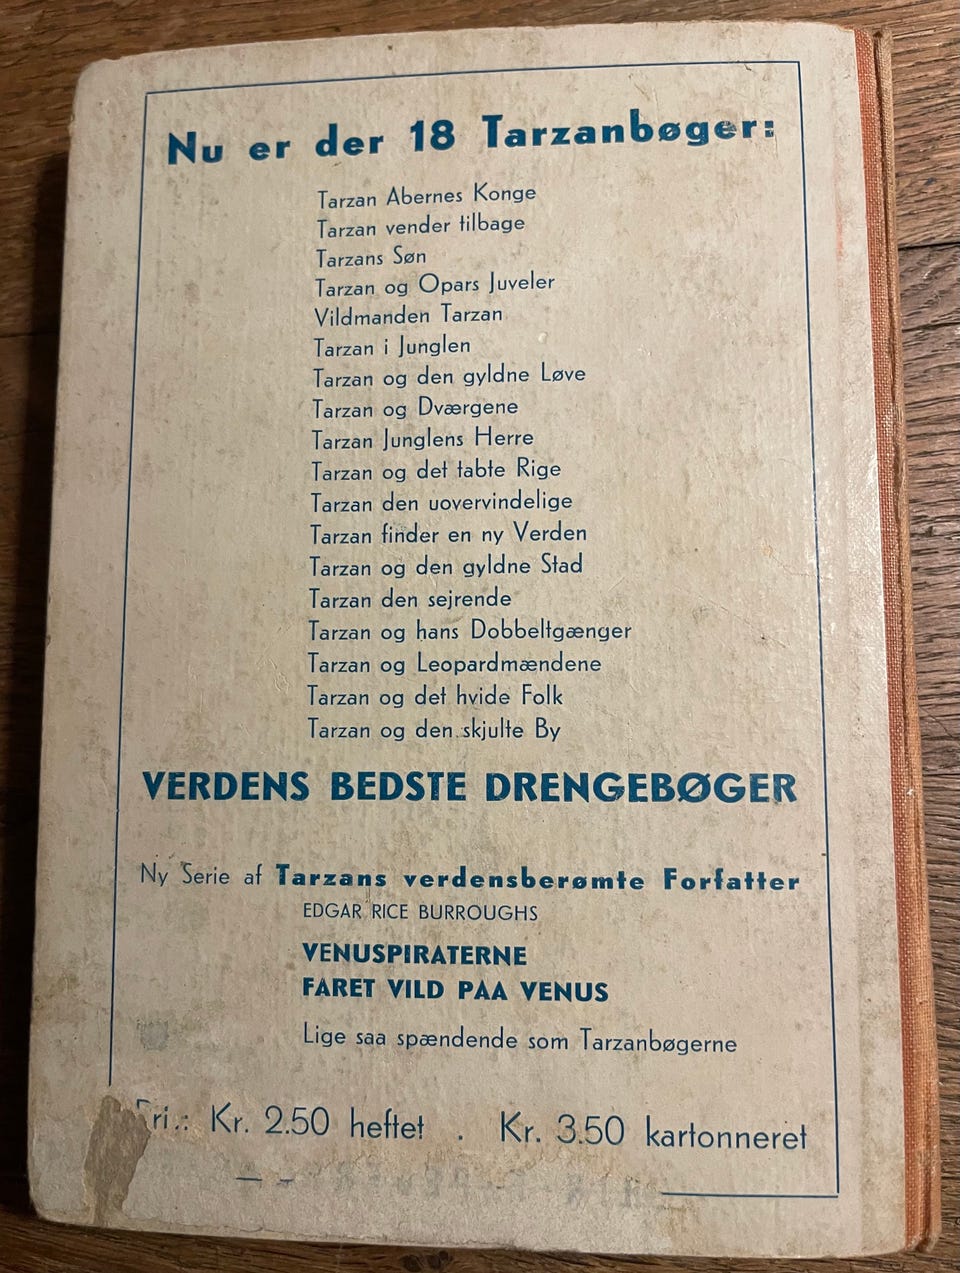 Nu er der 18 Tarzanbøger:
Tarzan Abernes Konge
Tarzan vender tilbage
Tarzans Søn
Tarzan og Opars Juveler
Vildmanden Tarzan
Tarzan i Junglen
Tarzan og den gyldne Løve
Tarzan og Dværgene
Tarzan Junglens Herre
Tarzan og det tabte Rige
Tarzan den uovervindelige
Tarzan finder en ny Verden
Tarzan og den gyldne Stad
Tarzan den sejrende
Tarzan og hans Dobbeltgænger
Tarzan og Leopardmændene
Tarzan og det hvide Folk
Tarzan og den skjulte By
VERDENS BEDSTE DRENGEBØGER
Ny Serie af Tarzans verdensberømte Forfatter
EDGAR RICE BURROUGHS
VENUSPIRATERNE
FARET VILD PAA VENUS
Lige saa spændende som Tarzanbøgerne
Kr. 2.50 heftet . Kr. 3.50 kartonneret